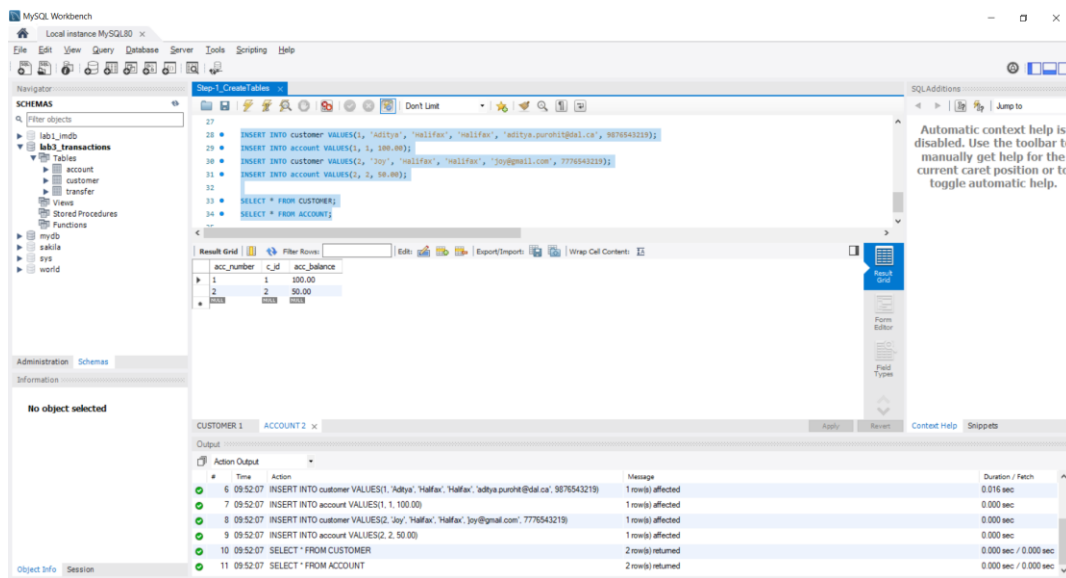 MySQL Workbench
Local instance MySQL80 ×
File Edit View Query Database Server Tools Scripting Help
Navigator
SCHEMAS
Filter objects
lab1_imdb
lab3_transactions
Tables
account
customer
transfer
Views
Stored Procedures
Functions
mydb
sakila
sys
world
Administration Schemas
Information
No object selected
Object Info Session
Step-1_CreateTables ×
Don't Limit
27
28 INSERT INTO customer VALUES(1, 'Aditya', 'Halifax', 'Halifax', 'aditya.purohit@dal.ca', 9876543219);
29 INSERT INTO account VALUES(1, 1, 100.00);
30 INSERT INTO customer VALUES(2, 'Joy', 'Halifax', 'Halifax', 'joy@gmail.com', 7776543219);
31 INSERT INTO account VALUES(2, 2, 50.00);
32
33 SELECT * FROM CUSTOMER;
34 SELECT * FROM ACCOUNT;
Result Grid Filter Rows: Edit: Export/Import: Wrap Cell Content:
acc_number c_id acc_balance
1 1 100.00
2 2 50.00
NULL NULL NULL
Result Grid
Form Editor
Field Types
CUSTOMER 1 ACCOUNT 2 × Apply Revert
SQLAdditions
Jump to
Automatic context help is
disabled. Use the toolbar to
manually get help for the
current caret position or to
toggle automatic help.
Context Help Snippets
Output
Action Output
# Time Action Message Duration / Fetch
6 09:52:07 INSERT INTO customer VALUES(1, 'Aditya', 'Halifax', 'Halifax', 'aditya.purohit@dal.ca', 9876543219) 1 row(s) affected 0.016 sec
7 09:52:07 INSERT INTO account VALUES(1, 1, 100.00) 1 row(s) affected 0.000 sec
8 09:52:07 INSERT INTO customer VALUES(2, 'Joy', 'Halifax', 'Halifax', 'joy@gmail.com', 7776543219) 1 row(s) affected 0.000 sec
9 09:52:07 INSERT INTO account VALUES(2, 2, 50.00) 1 row(s) affected 0.000 sec
10 09:52:07 SELECT * FROM CUSTOMER 2 row(s) returned 0.000 sec / 0.000 sec
11 09:52:07 SELECT * FROM ACCOUNT 2 row(s) returned 0.000 sec / 0.000 sec